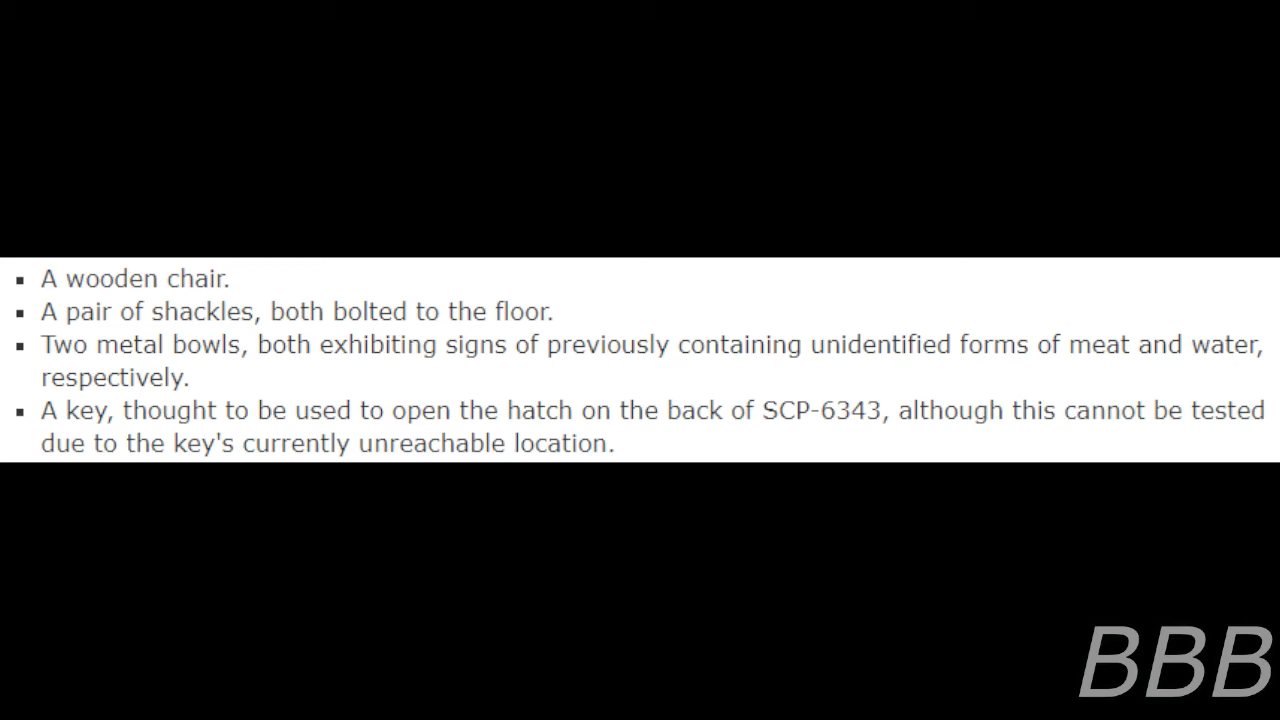 ▪ A wooden chair.
▪ A pair of shackles, both bolted to the floor.
▪ Two metal bowls, both exhibiting signs of previously containing unidentified forms of meat and water,
respectively.
▪ A key, thought to be used to open the hatch on the back of SCP-6343, although this cannot be tested
due to the key's currently unreachable location.
BBB